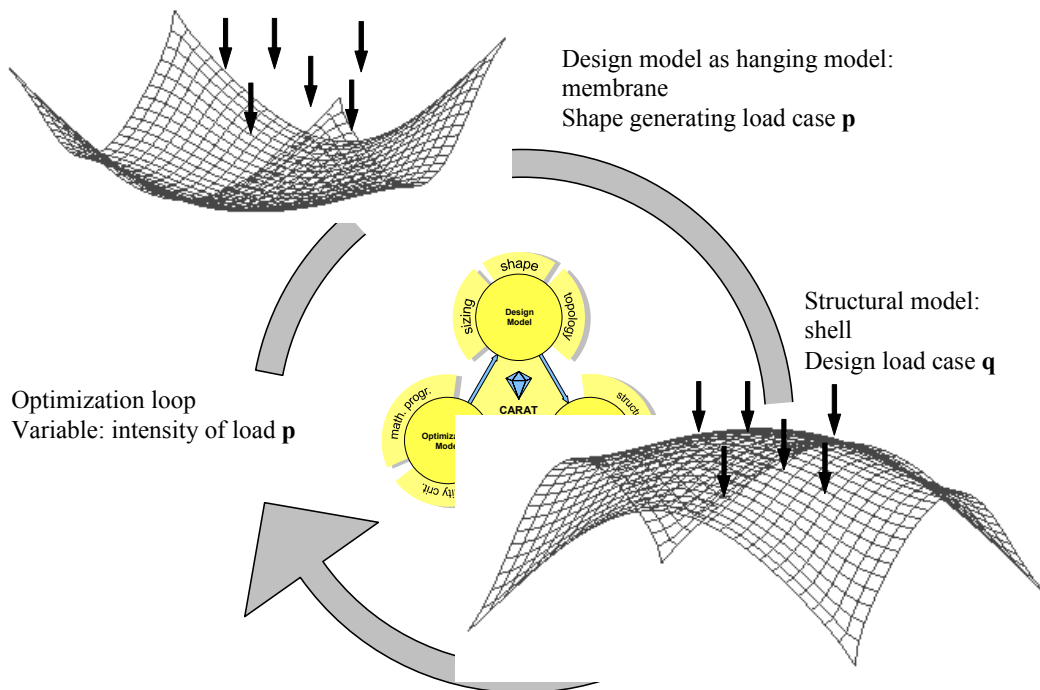 Design model as hanging model:
membrane
Shape generating load case p
shape
sizing
topology
Design
Model
Structural model:
shell
Design load case q
Optimization loop
Variable: intensity of load p
math. progr.
CARAT